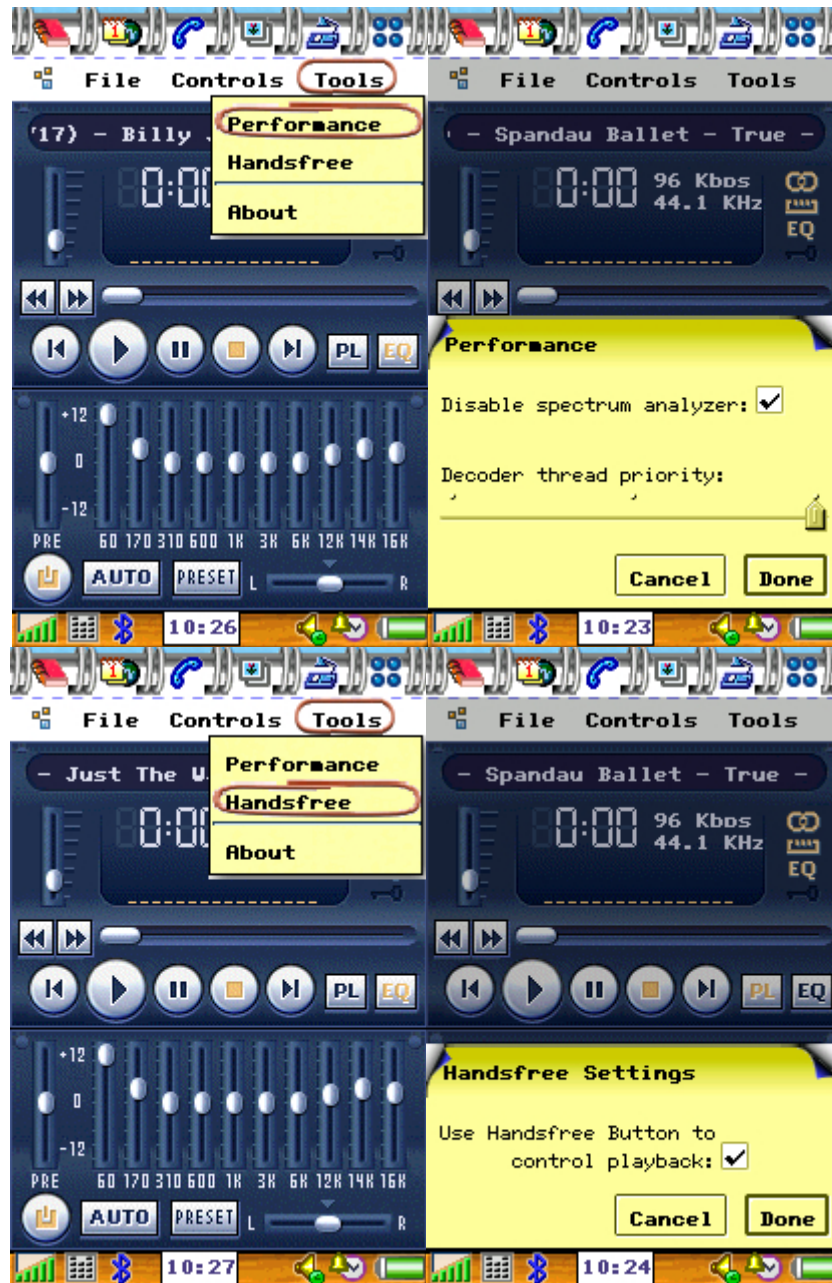 File Controls Tools
'17) - Billy
Performance
Handsfree
About
0:00
PL EQ
+12
0
-12
PRE 60 170 310 600 1K 3K 6K 12K 14K 16K
AUTO PRESET L R
10:26
File Controls Tools
- Spandau Ballet - True -
0:00 96 Kbps
44.1 KHz
EQ
Performance
Disable spectrum analyzer:
Decoder thread priority:
Cancel Done
10:23
File Controls Tools
- Just The
Performance
Handsfree
About
0:00
PL EQ
+12
0
-12
PRE 60 170 310 600 1K 3K 6K 12K 14K 16K
AUTO PRESET L R
10:27
File Controls Tools
- Spandau Ballet - True -
0:00 96 Kbps
44.1 KHz
EQ
PL EQ
Handsfree Settings
Use Handsfree Button to
control playback:
Cancel Done
10:24